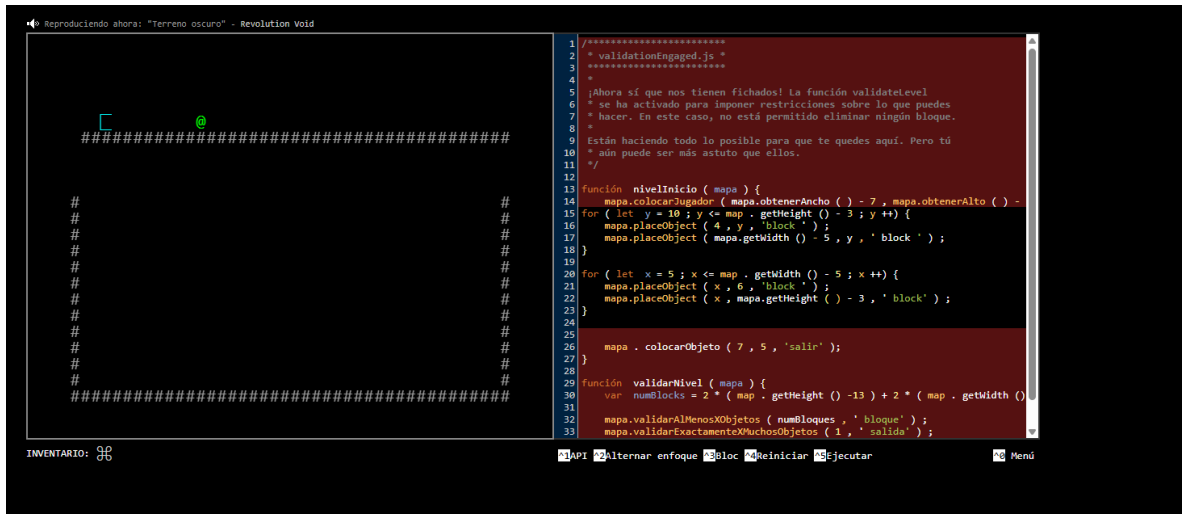 Reproduciendo ahora: "Terreno oscuro" - Revolution Void
@
########################################
# #
# #
# #
# #
# #
# #
# #
# #
# #
# #
# #
# #
#########################################
1 /************************
2 * validationEngaged.js *
3 ************************
4 *
5 ¡Ahora sí que nos tienen fichados! La función validateLevel
6 * se ha activado para imponer restricciones sobre lo que puedes
7 * hacer. En este caso, no está permitido eliminar ningún bloque.
8 *
9 Están haciendo todo lo posible para que te quedes aquí. Pero tú
10 * aún puede ser más astuto que ellos.
11 */
12
13 función nivelInicio ( mapa ) {
14 mapa.colocarJugador ( mapa.obtenerAncho ( ) - 7 , mapa.obtenerAlto ( ) -
15 for ( let y = 10 ; y <= map . getHeight () - 3 ; y ++) {
16 mapa.placeObject ( 4 , y , 'block ' ) ;
17 mapa.placeObject ( mapa.getWidth () - 5 , y , ' block ' ) ;
18 }
19
20 for ( let x = 5 ; x <= map . getWidth () - 5 ; x ++) {
21 mapa.placeObject ( x , 6 , 'block ' ) ;
22 mapa.placeObject ( x , mapa.getHeight ( ) - 3 , ' block' ) ;
23 }
24
25
26 mapa . colocarObjeto ( 7 , 5 , 'salir' );
27 }
28
29 función validarNivel ( mapa ) {
30 var numBlocks = 2 * ( map . getHeight () -13 ) + 2 * ( map . getWidth ()
31
32 mapa.validarAlMenosXObjetos ( numBloques , ' bloque' ) ;
33 mapa.validarExactamenteXMuchosObjetos ( 1 , ' salida' ) ;
INVENTARIO: ⌘
^1API ^2Alternar enfoque ^3Bloc ^4Reiniciar ^5Ejecutar ^0 Menú